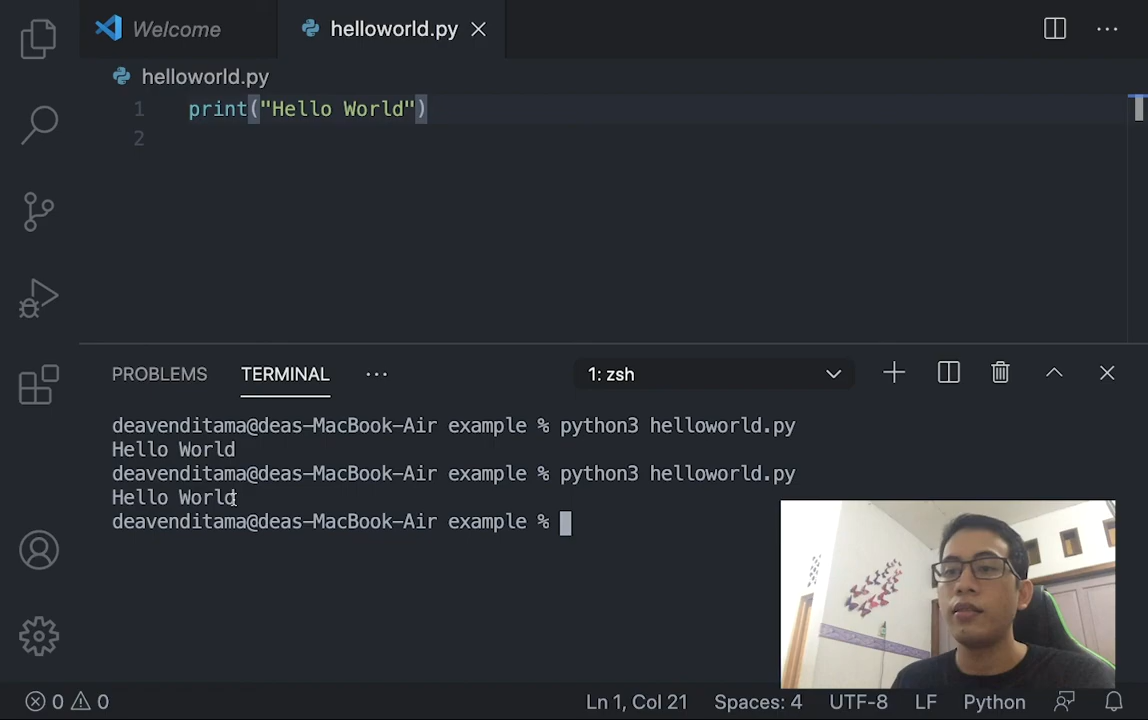 Welcome
helloworld.py
helloworld.py
1 print("Hello World")
2
PROBLEMS TERMINAL ···
1: zsh
deavenditama@deas-MacBook-Air example % python3 helloworld.py
Hello World
deavenditama@deas-MacBook-Air example % python3 helloworld.py
Hello World
deavenditama@deas-MacBook-Air example %
0 0 Ln 1, Col 21 Spaces: 4 UTF-8 LF Python